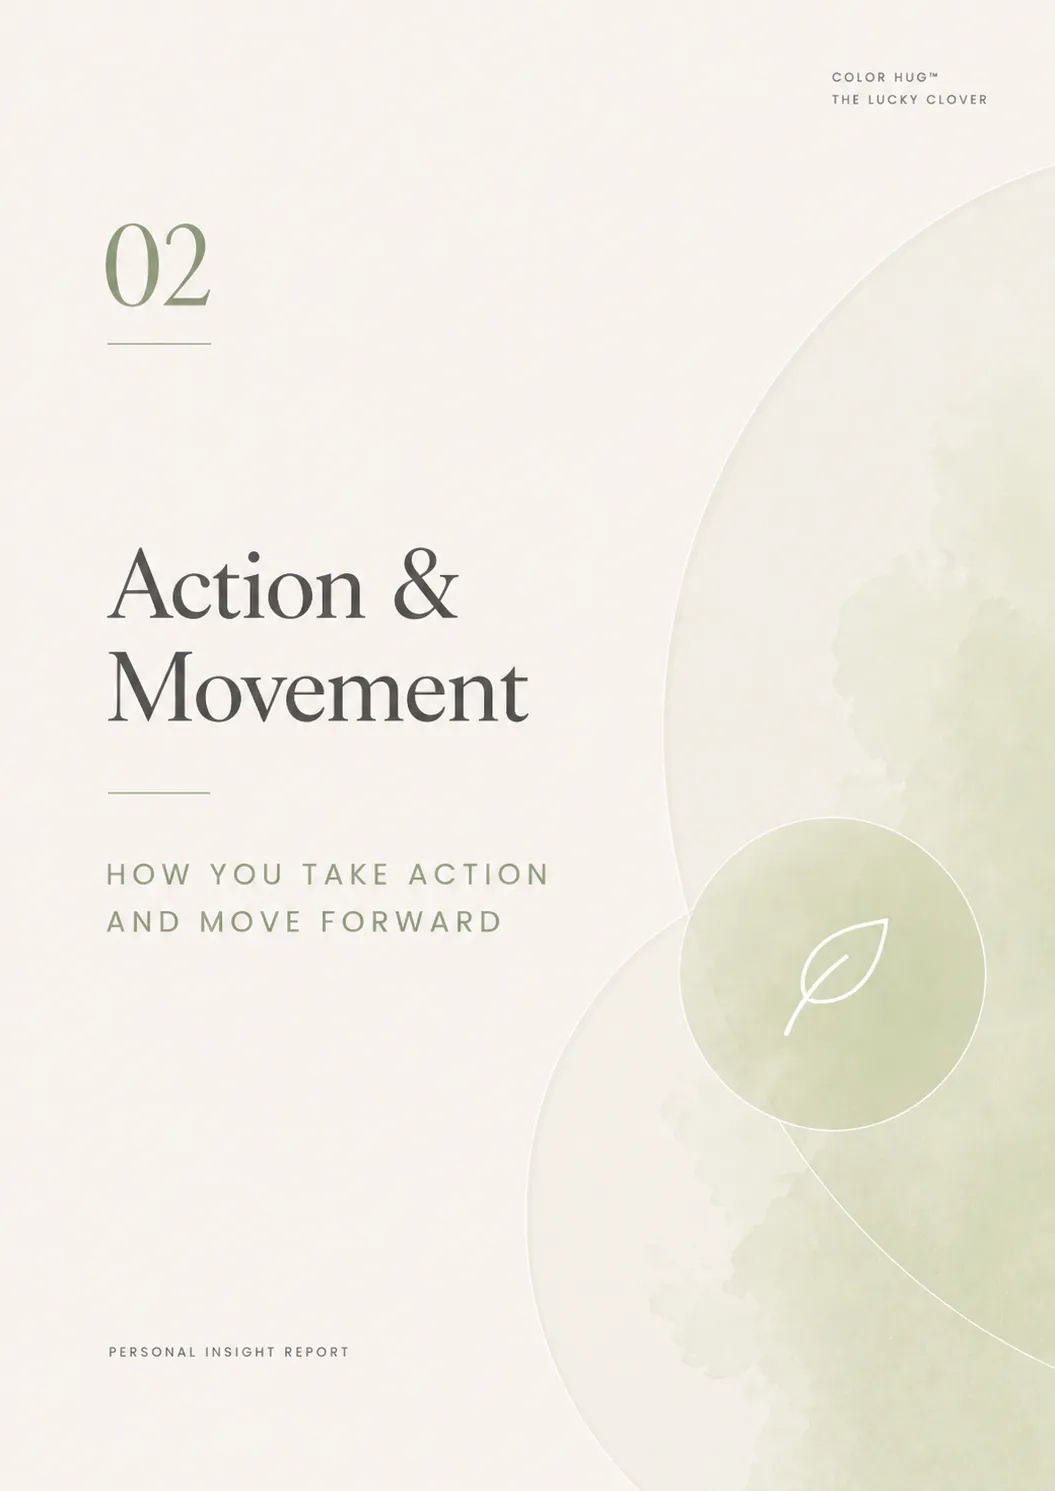 COLOR HUG™
THE LUCKY CLOVER
02
Action &
Movement
HOW YOU TAKE ACTION
AND MOVE FORWARD
PERSONAL INSIGHT REPORT